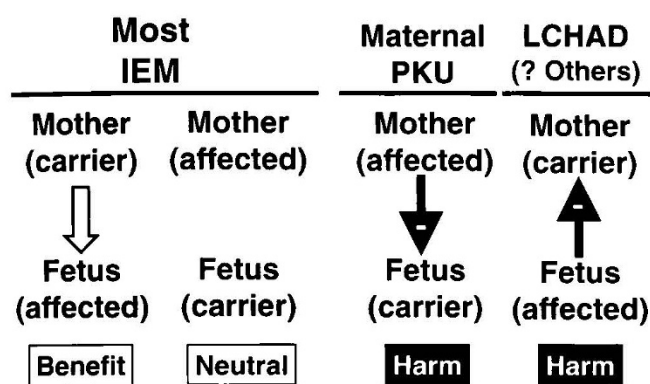 Most
IEM
Maternal
PKU
LCHAD
(? Others)
Mother
(carrier)
Mother
(affected)
Mother
(affected)
Mother
(carrier)
-
-
Fetus
(affected)
Fetus
(carrier)
Fetus
(carrier)
Fetus
(affected)
Benefit
Neutral
Harm
Harm